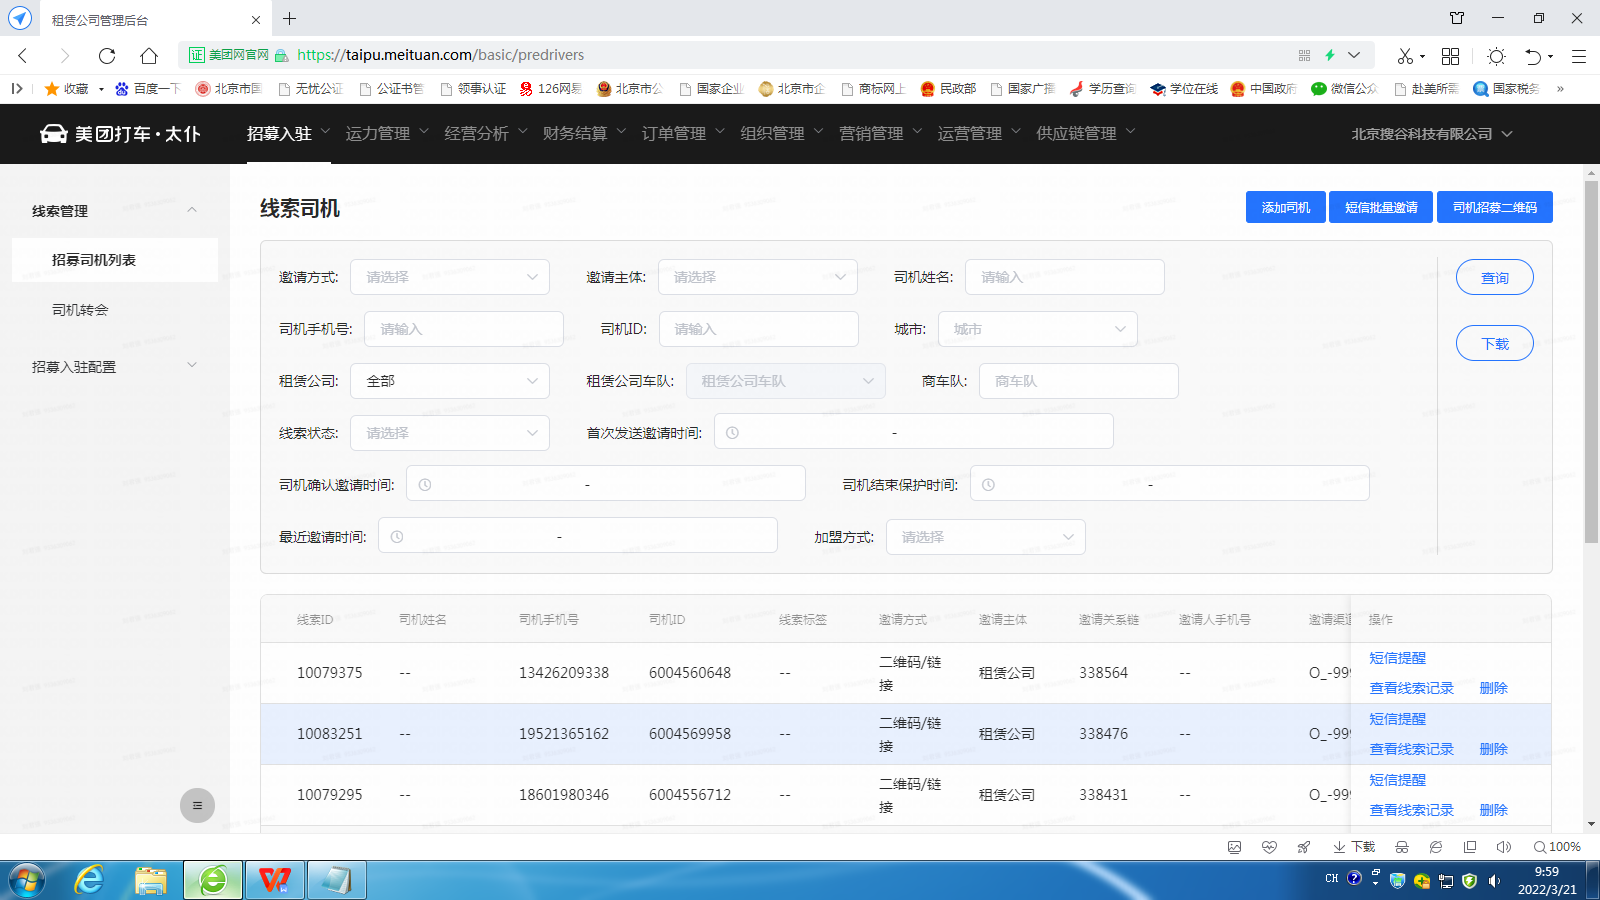 租赁公司管理后台
证 美团网官网 https://taipu.meituan.com/basic/predrivers
收藏 百度一下 北京市国 无忧公证 公证书管 领事认证 126网易 北京市公 国家企业 北京市企 商标网上 民政部 国家广播 学历查询 学位在线 中国政府 微信公众 赴美所需 国家税务 »
美团打车·太仆 招募入驻 运力管理 经营分析 财务结算 订单管理 组织管理 营销管理 运营管理 供应链管理 北京搜谷科技有限公司
线索管理
招募司机列表
司机转会
招募入驻配置
线索司机 添加司机 短信批量邀请 司机招募二维码
邀请方式: 请选择 邀请主体: 请选择 司机姓名: 请输入 查询
司机手机号: 请输入 司机ID: 请输入 城市: 城市 下载
租赁公司: 全部 租赁公司车队: 租赁公司车队 商车队: 商车队
线索状态: 请选择 首次发送邀请时间: -
司机确认邀请时间: - 司机结束保护时间: -
最近邀请时间: - 加盟方式: 请选择
线索ID 司机姓名 司机手机号 司机ID 线索标签 邀请方式 邀请主体 邀请关系链 邀请人手机号 邀请渠道 操作
10079375 -- 13426209338 6004560648 -- 二维码/链接 租赁公司 338564 -- O_-999 短信提醒 查看线索记录 删除
10083251 -- 19521365162 6004569958 -- 二维码/链接 租赁公司 338476 -- O_-999 短信提醒 查看线索记录 删除
10079295 -- 18601980346 6004556712 -- 二维码/链接 租赁公司 338431 -- O_-999 短信提醒 查看线索记录 删除
下载 100%
CH 9:59
2022/3/21